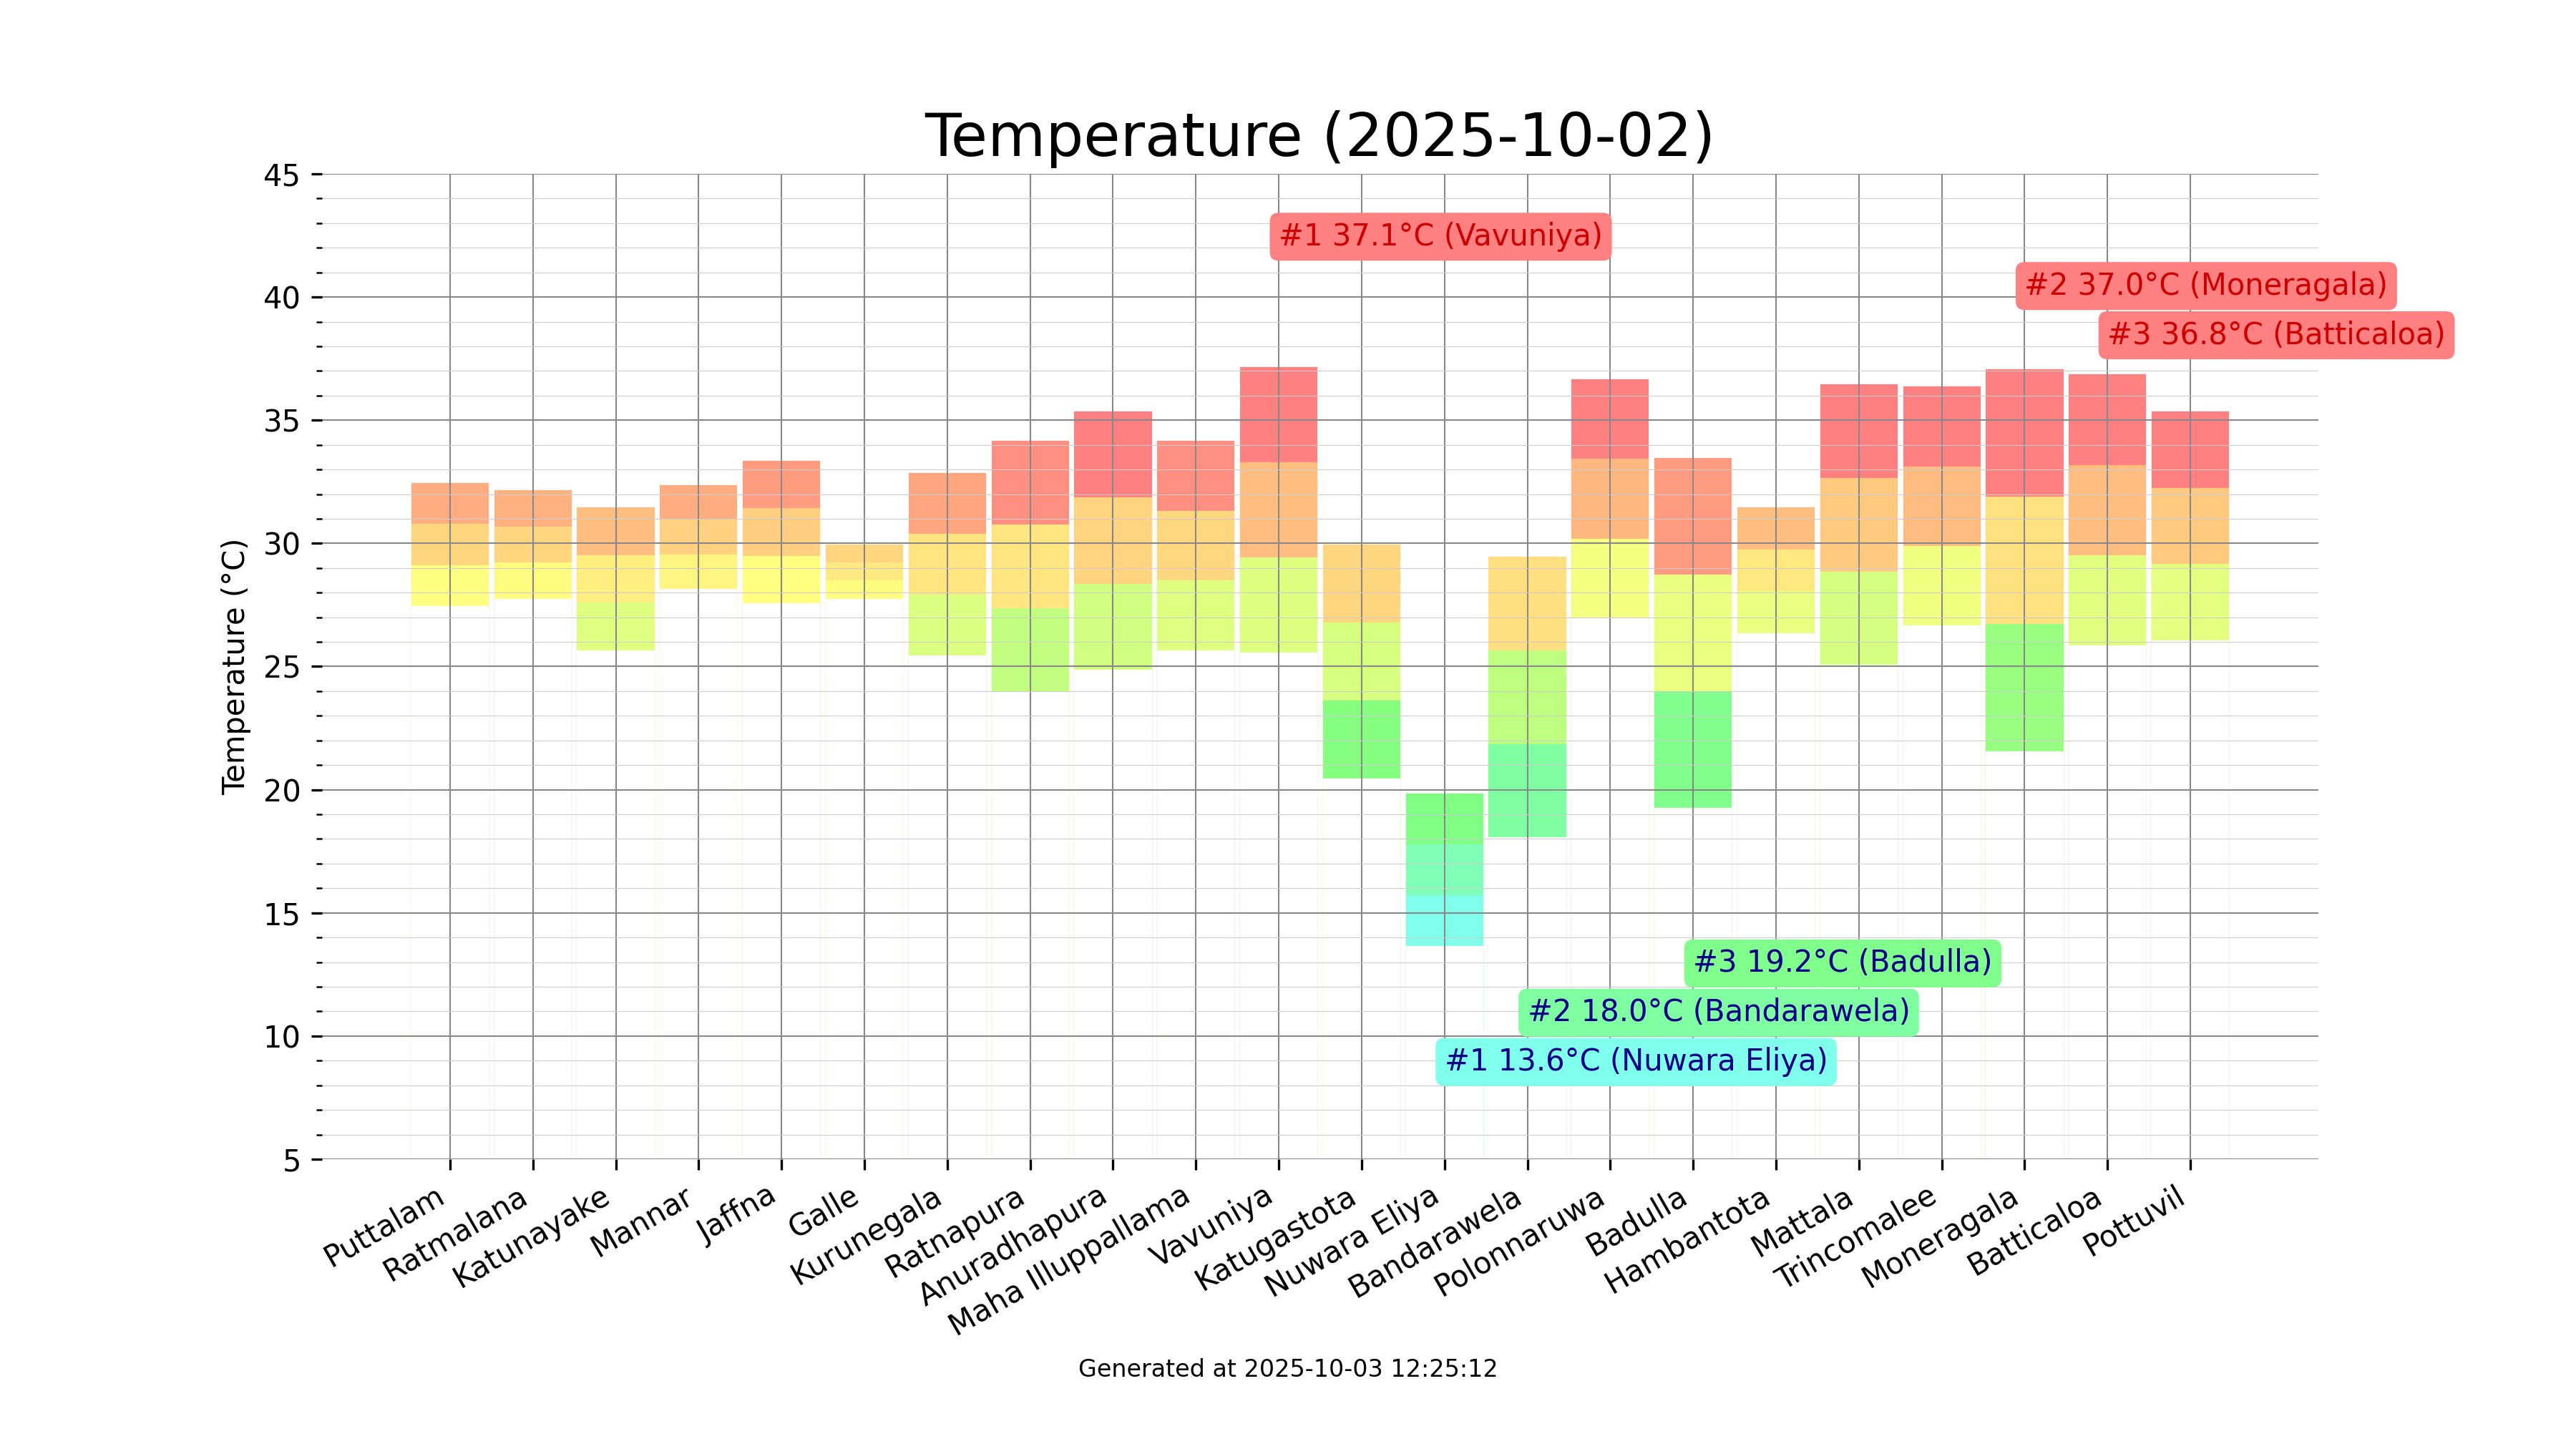 Temperature (2025-10-02)
45
40
35
30
25
20
15
10
5
Temperature (°C)
#1 37.1°C (Vavuniya)
#2 37.0°C (Moneragala)
#3 36.8°C (Batticaloa)
#3 19.2°C (Badulla)
#2 18.0°C (Bandarawela)
#1 13.6°C (Nuwara Eliya)
Puttalam
Ratmalana
Katunayake
Mannar
Jaffna
Galle
Kurunegala
Ratnapura
Anuradhapura
Maha Illuppallama
Vavuniya
Katugastota
Nuwara Eliya
Bandarawela
Polonnaruwa
Badulla
Hambantota
Mattala
Trincomalee
Moneragala
Batticaloa
Pottuvil
Generated at 2025-10-03 12:25:12